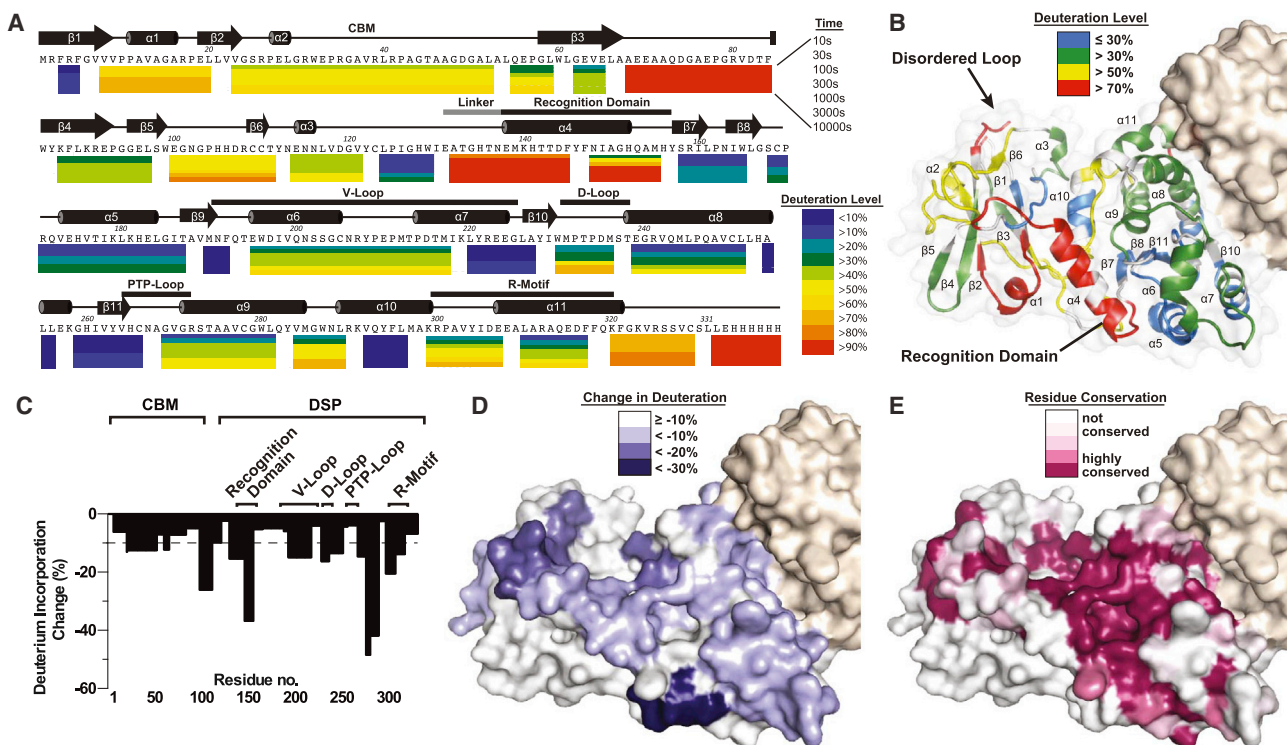 A
CBM
Time
β1 α1 β2 α2 β3
20 40 60 80
10s
30s
100s
300s
1000s
3000s
10000s
Linker
Recognition Domain
β4 β5 β6 α3 α4 β7 β8
100 120 140 160
V-Loop
D-Loop
α5 β9 α6 α7 β10 α8
180 200 220 240
PTP-Loop
R-Motif
β11 α9 α10 α11
260 280 300 320 331
Deuteration Level
<10%
>10%
>20%
>30%
>40%
>50%
>60%
>70%
>80%
>90%
B
Deuteration Level
≤ 30%
> 30%
> 50%
> 70%
Disordered Loop
α11
α3
β6
α2
β1
α10
α8
α9
β5
β3
β8
β11
β10
β7
β4
β2
α1
α4
α6
α7
α5
Recognition Domain
C
CBM
DSP
Recognition
Domain
V-Loop
D-Loop
PTP-Loop
R-Motif
Deuterium Incorporation
Change (%)
0
-20
-40
-60
1 50 100 150 200 250 300
Residue no.
D
Change in Deuteration
≥ -10%
< -10%
< -20%
< -30%
E
Residue Conservation
not
conserved
highly
conserved